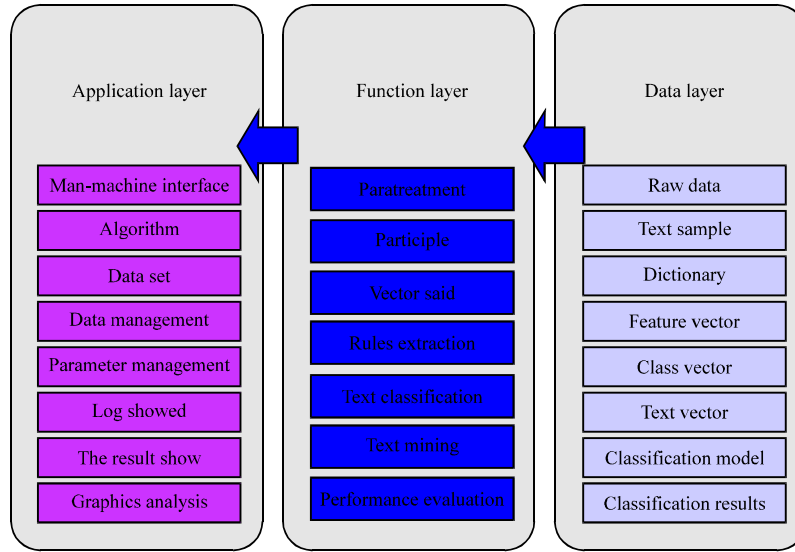 Application layer
Man-machine interface
Algorithm
Data set
Data management
Parameter management
Log showed
The result show
Graphics analysis
Function layer
Paratreatment
Participle
Vector said
Rules extraction
Text classification
Text mining
Performance evaluation
Data layer
Raw data
Text sample
Dictionary
Feature vector
Class vector
Text vector
Classification model
Classification results